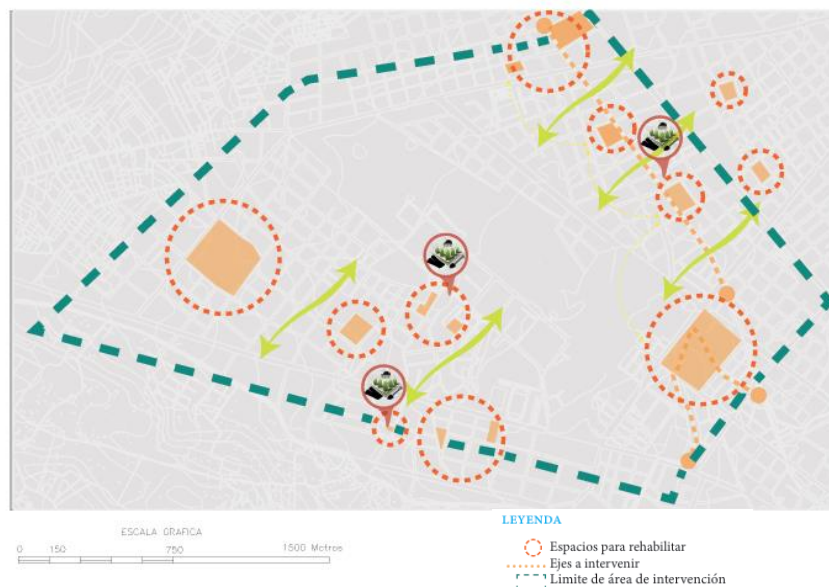 ESCALA GRAFICA
0 150 750 1500 Metros
LEYENDA
Espacios para rehabilitar
Ejes a intervenir
Limite de área de intervención